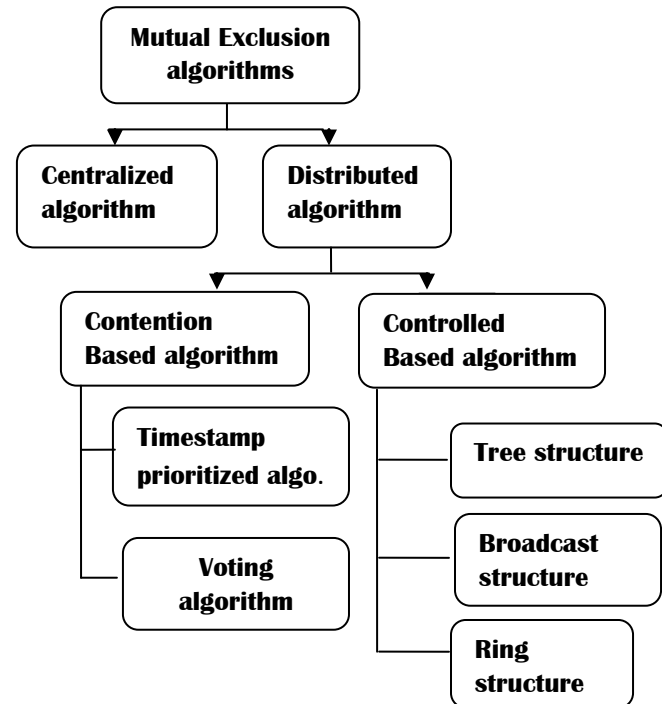 Mutual Exclusion
algorithms
Centralized
algorithm
Distributed
algorithm
Contention
Based algorithm
Controlled
Based algorithm
Timestamp
prioritized algo.
Tree structure
Voting
algorithm
Broadcast
structure
Ring
structure